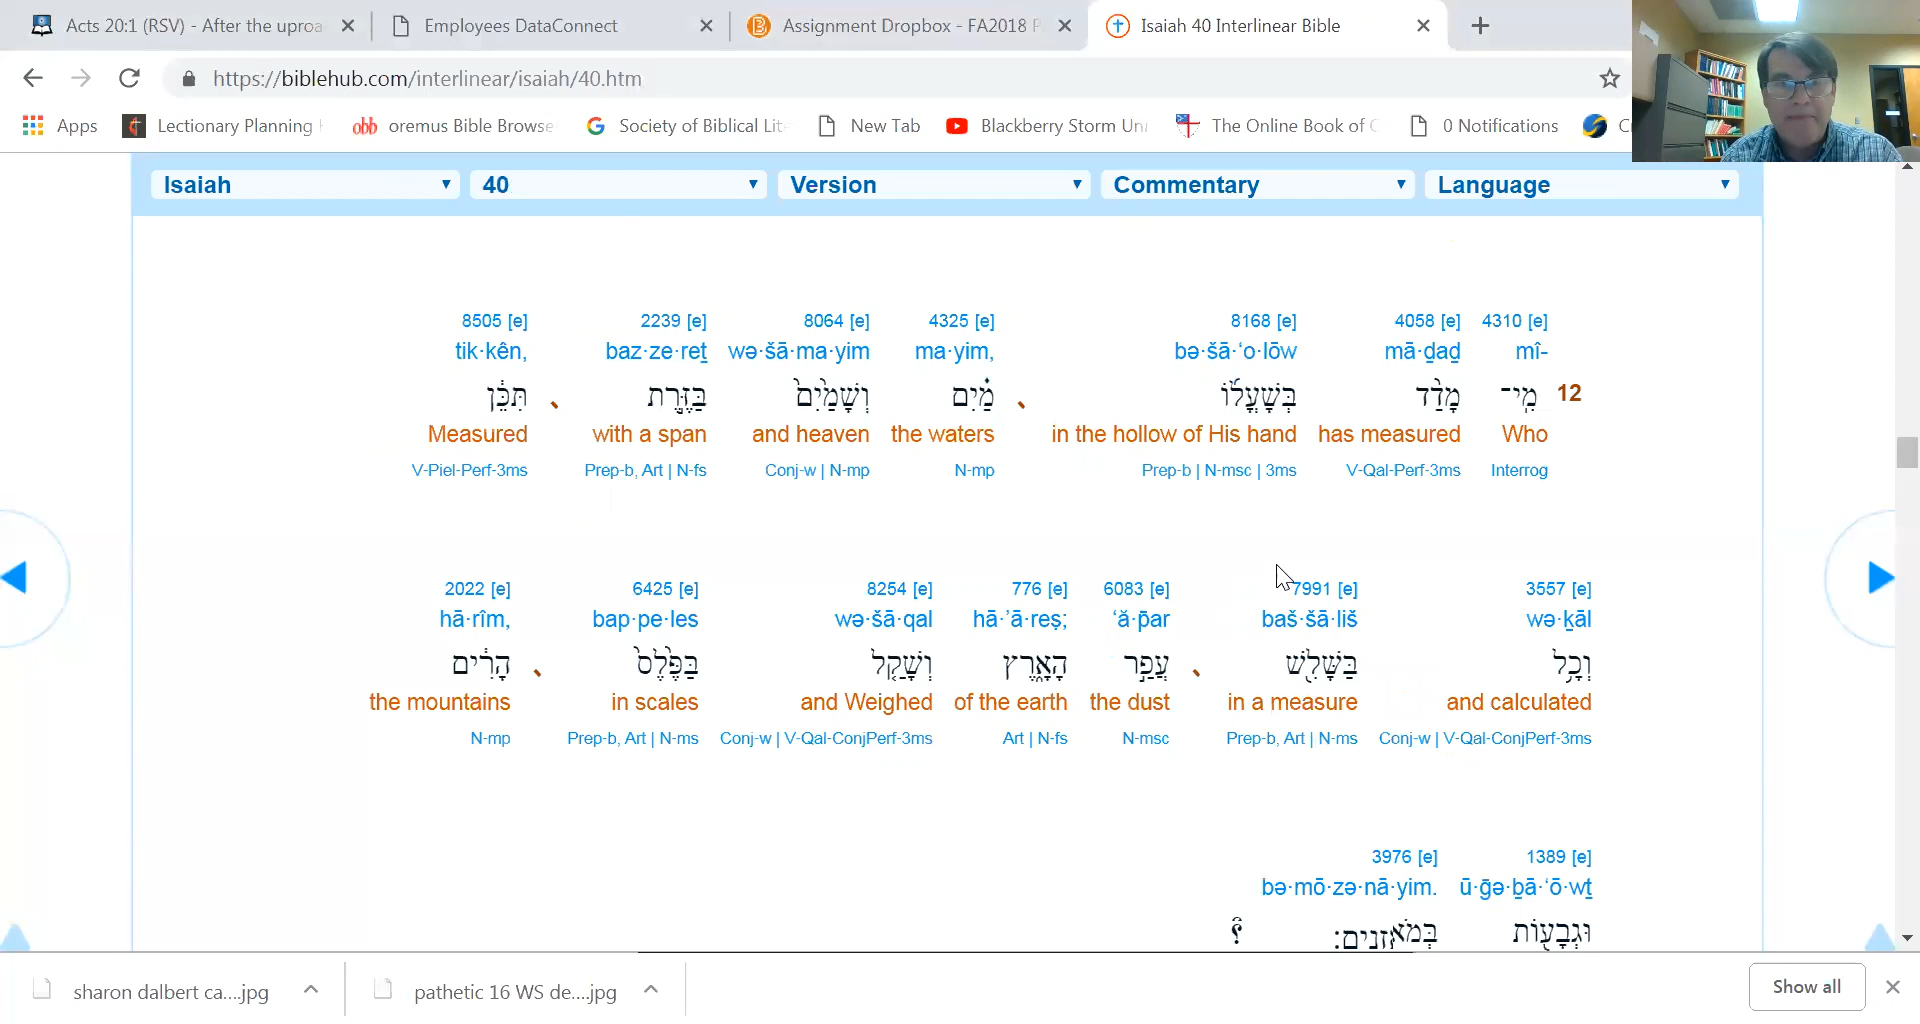 Acts 20:1 (RSV) - After the uproa
Employees DataConnect
Assignment Dropbox - FA2018 P
Isaiah 40 Interlinear Bible
https://biblehub.com/interlinear/isaiah/40.htm
Apps
Lectionary Planning
obb oremus Bible Browse
Society of Biblical Lit
New Tab
Blackberry Storm Un
The Online Book of C
0 Notifications
Isaiah 40 Version Commentary Language
8505 [e] 2239 [e] 8064 [e] 4325 [e] 8168 [e] 4058 [e] 4310 [e]
tik·kên, baz·ze·reṯ wə·šā·ma·yim ma·yim, bə·šā·‘o·lōw mā·ḏaḏ mî-
12 מִֽי־ מָדַ֨ד בְּשָׁעֳל֜וֹ 、 מַ֗יִם וְשָׁמַ֙יִם֙ בַּזֶּ֣רֶת 、 תִּכֵּ֔ן
Measured with a span and heaven the waters in the hollow of His hand has measured Who
V-Piel-Perf-3ms Prep-b, Art | N-fs Conj-w | N-mp N-mp Prep-b | N-msc | 3ms V-Qal-Perf-3ms Interrog
2022 [e] 6425 [e] 8254 [e] 776 [e] 6083 [e] 7991 [e] 3557 [e]
hā·rîm, bap·pe·les wə·šā·qal hā·’ā·reṣ; ‘ă·p̄ar baš·šā·liš wə·ḵāl
וְכָ֥ל בַּשָּׁלִ֖שׁ 、 עֲפַ֣ר הָאָ֑רֶץ וְשָׁקַ֤ל בַּפֶּ֙לֶס֙ 、 הָרִ֔ים
the mountains in scales and Weighed of the earth the dust in a measure and calculated
N-mp Prep-b, Art | N-ms Conj-w | V-Qal-ConjPerf-3ms Art | N-fs N-msc Prep-b, Art | N-ms Conj-w | V-Qal-ConjPerf-3ms
3976 [e] 1389 [e]
bə·mō·zə·nā·yim. ū·ḡə·ḇā·‘ō·wṯ
וּגְבָע֖וֹת בְּמֹאזנים׃ ؟
sharon dalbert ca....jpg
pathetic 16 WS de....jpg
Show all